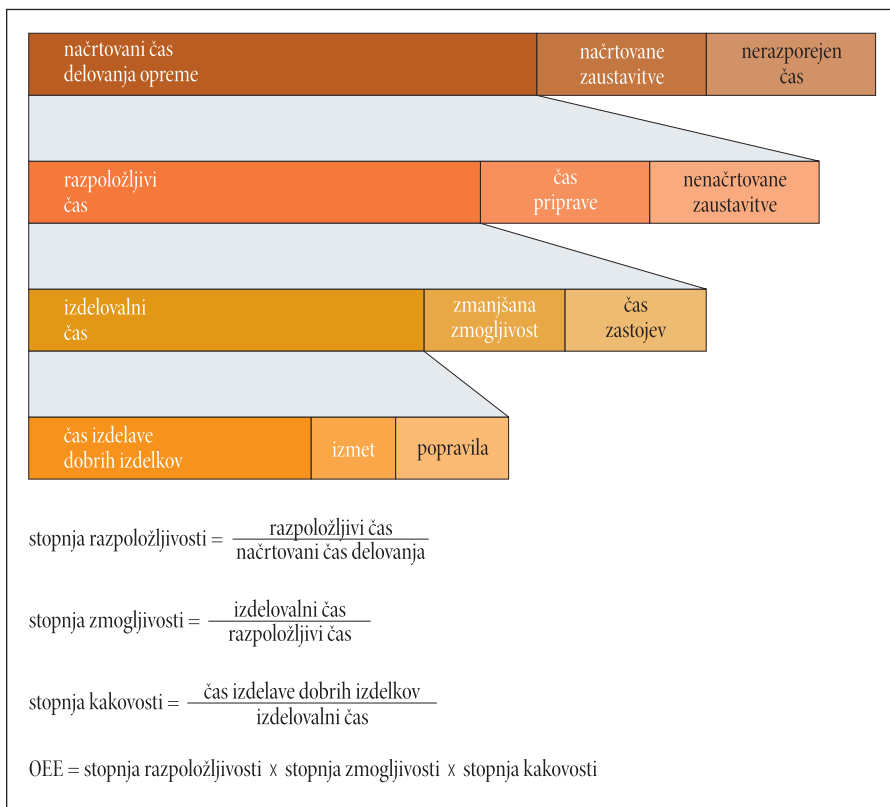 načrtovani čas
delovanja opreme
načrtovane
zaustavitve
nerazporejen
čas
razpoložljivi
čas
čas
priprave
nenačrtovane
zaustavitve
izdelovalni
čas
zmanjšana
zmogljivost
čas
zastojev
čas izdelave
dobrih izdelkov
izmet
popravila
stopnja razpoložljivosti = razpoložljivi čas
načrtovani čas delovanja
stopnja zmogljivosti = izdelovalni čas
razpoložljivi čas
stopnja kakovosti = čas izdelave dobrih izdelkov
izdelovalni čas
OEE = stopnja razpoložljivosti x stopnja zmogljivosti x stopnja kakovosti